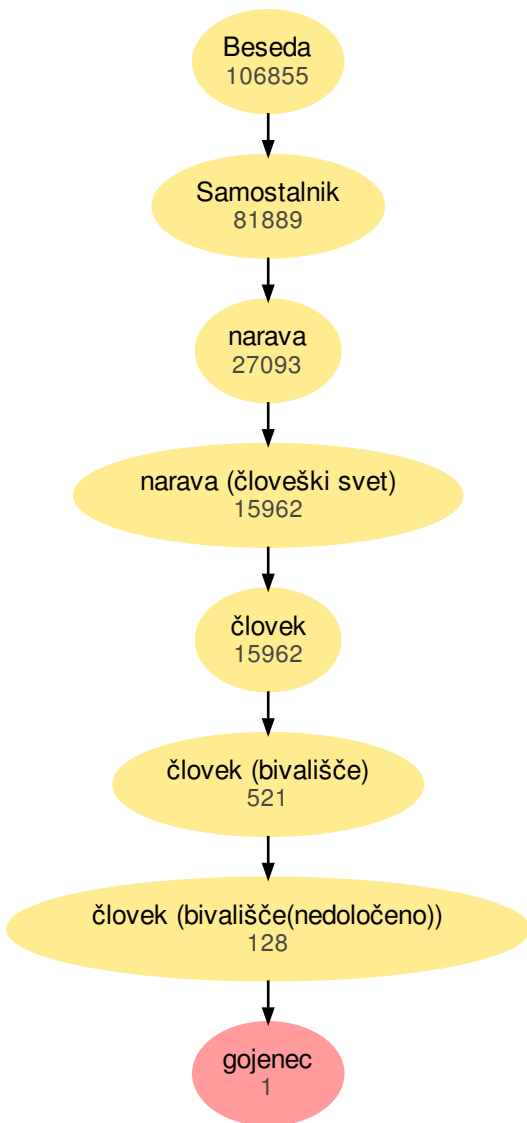 Beseda
106855
Samostalnik
81889
narava
27093
narava (človeški svet)
15962
človek
15962
človek (bivališče)
521
človek (bivališče(nedoločeno))
128
gojenec
1